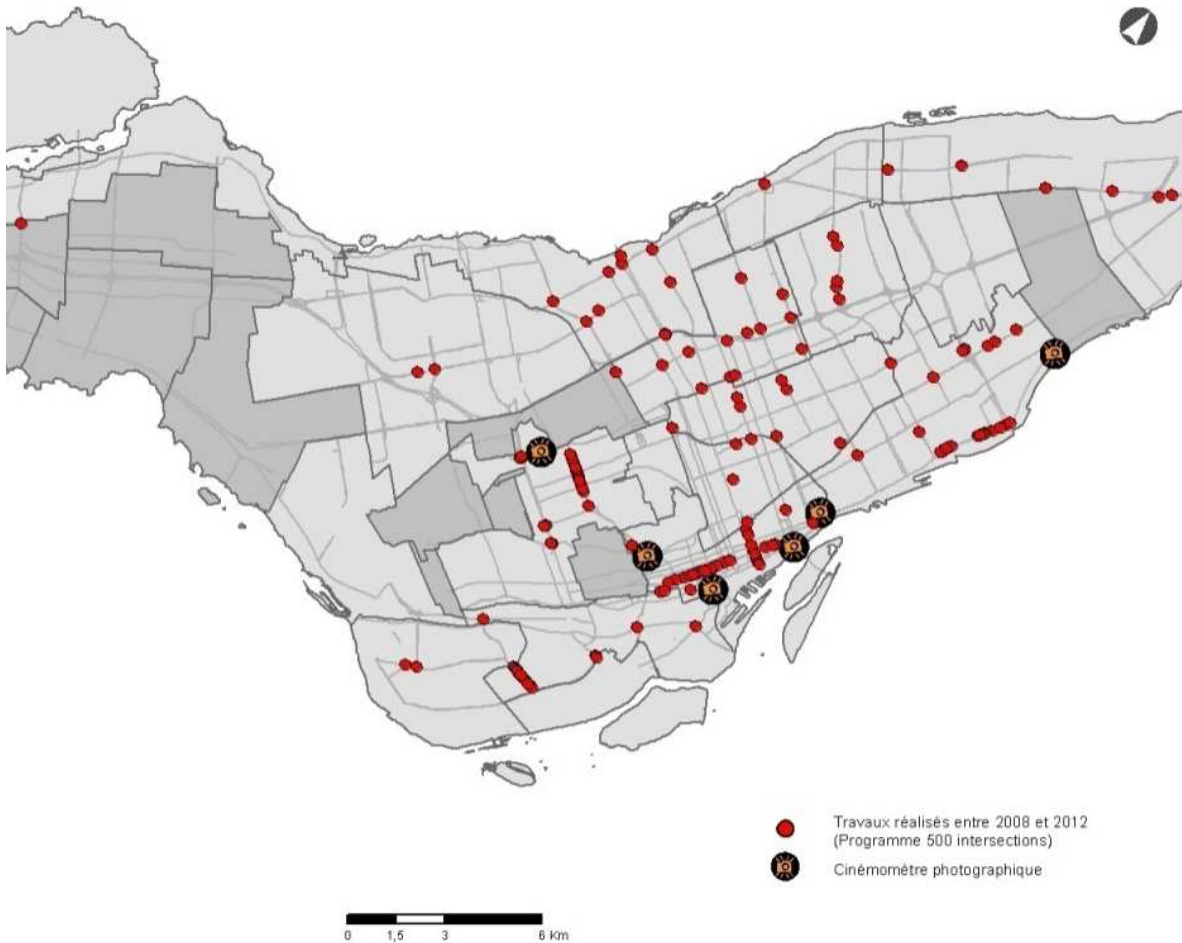 Travaux réalisés entre 2008 et 2012
(Programme 500 intersections)
Cinémomètre photographique
0 1,5 3 6 Km